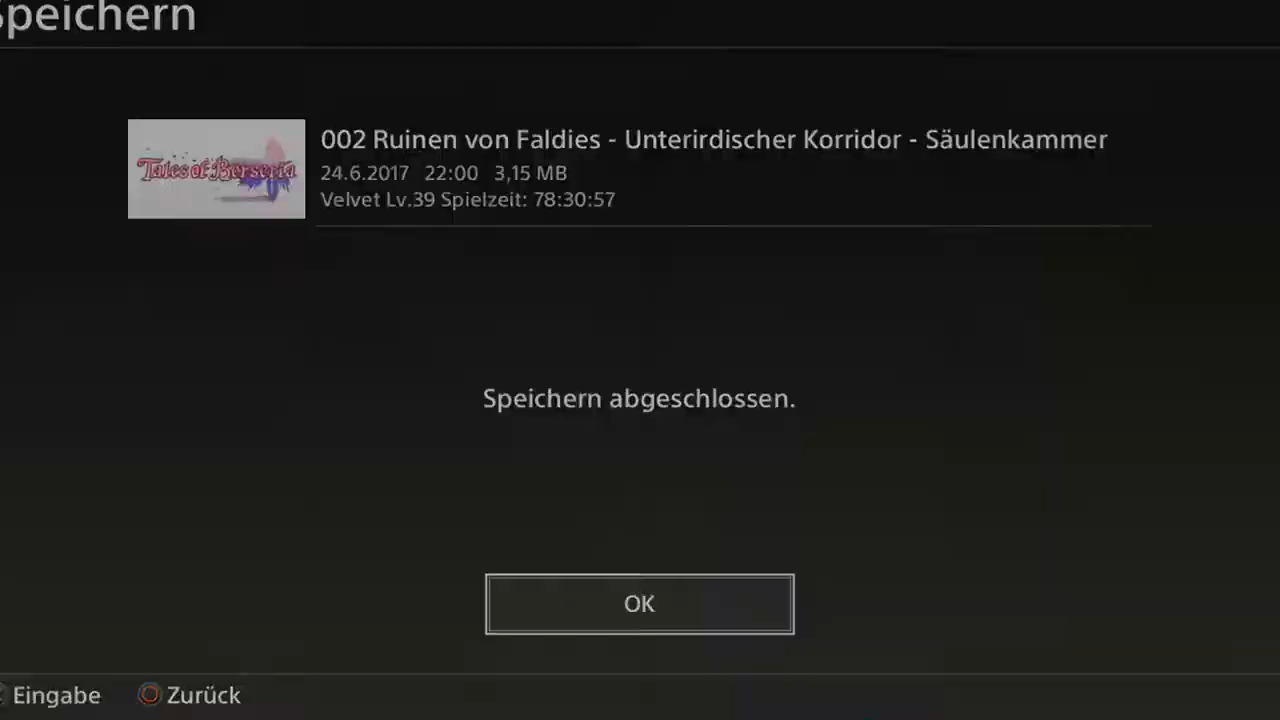 Speichern
Tales of Berseria
002 Ruinen von Faldies - Unterirdischer Korridor - Säulenkammer
24.6.2017 22:00 3,15 MB
Velvet Lv.39 Spielzeit: 78:30:57
Speichern abgeschlossen.
OK
Eingabe Zurück